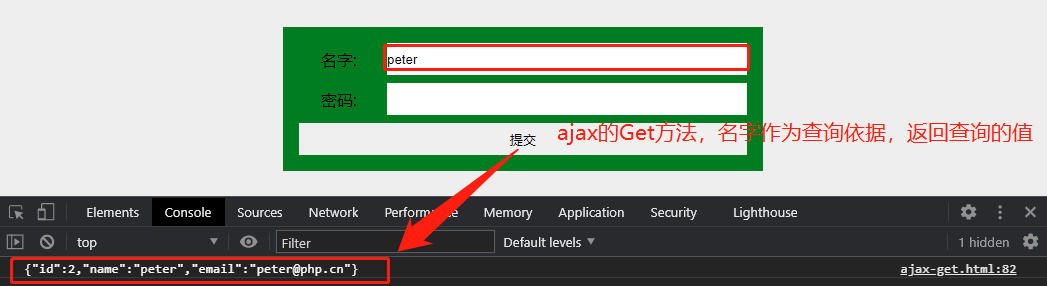 名字:
peter
密码:
提交
ajax的Get方法，名字作为查询依据，返回查询的值
Elements Console Sources Network Performance Memory Application Security Lighthouse
top Filter Default levels 1 hidden
{"id":2,"name":"peter","email":"peter@php.cn"} ajax-get.html:82